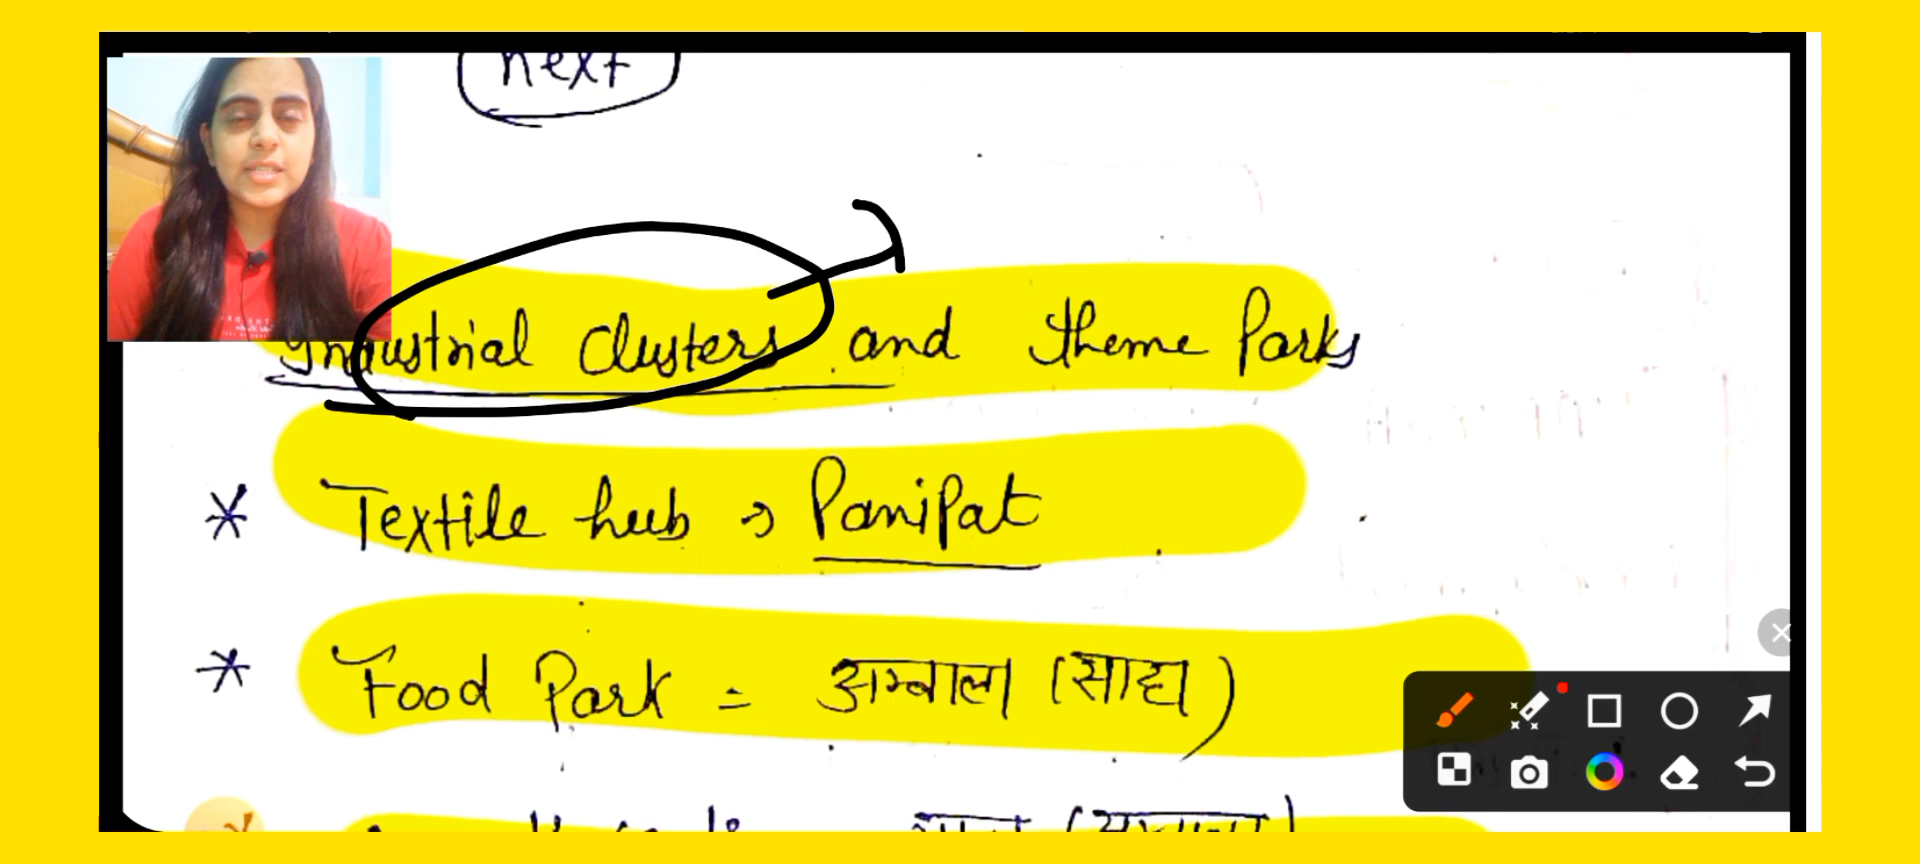 next
Industrial Clusters and theme Parks
* Textile hub → Panipat
* Food Park = अम्बाला (साहा)